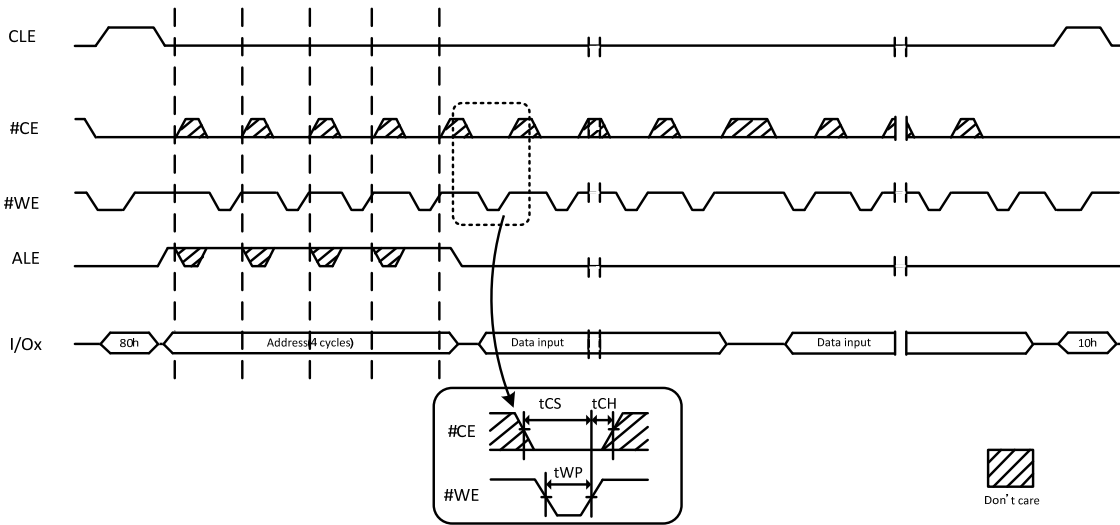 CLE
#CE
#WE
ALE
I/Ox
80h
Address(4 cycles)
Data input
Data input
10h
tCS
tCH
#CE
tWP
#WE
Don't care